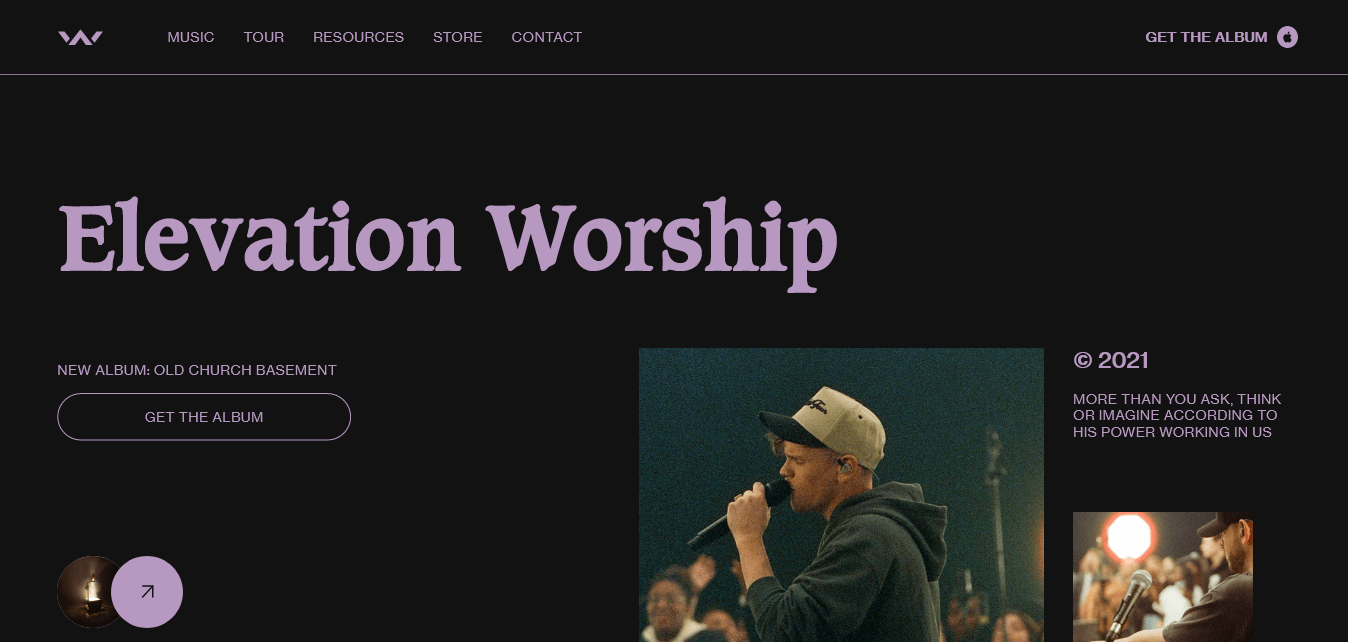 MUSIC TOUR RESOURCES STORE CONTACT GET THE ALBUM
Elevation Worship
NEW ALBUM: OLD CHURCH BASEMENT
GET THE ALBUM
© 2021
MORE THAN YOU ASK, THINK
OR IMAGINE ACCORDING TO
HIS POWER WORKING IN US